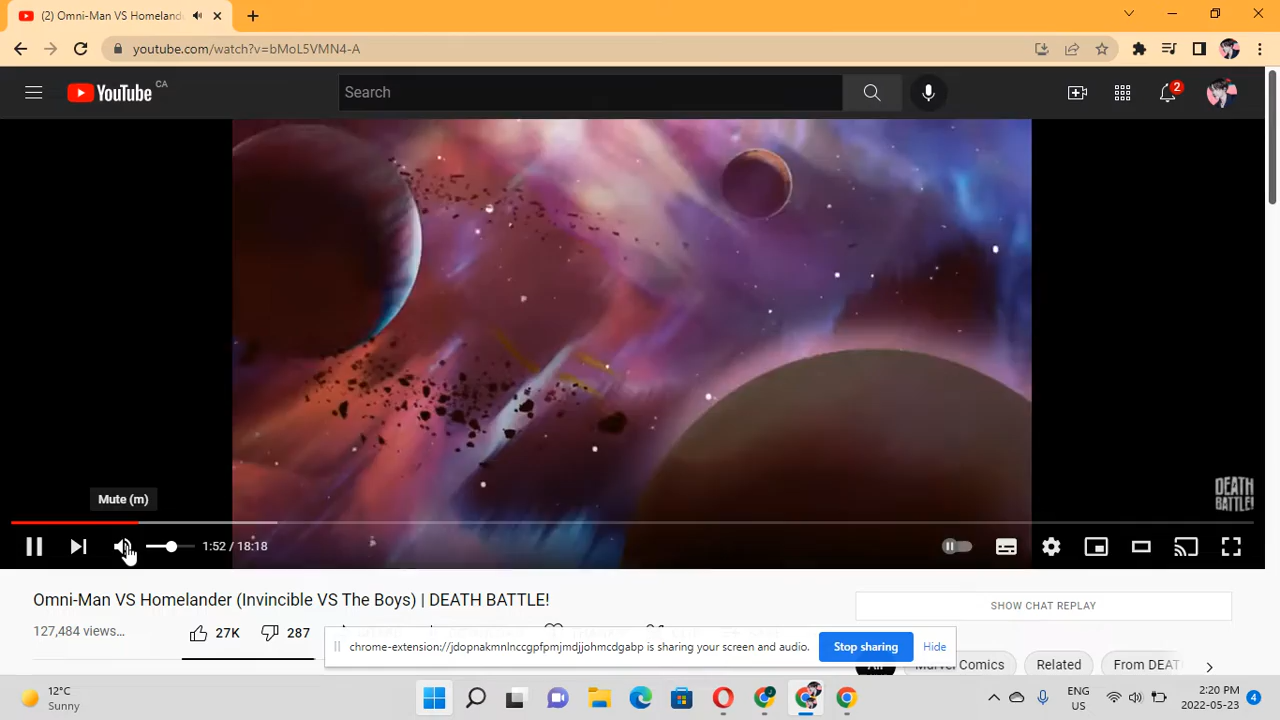 (2) Omni-Man VS Homelander
youtube.com/watch?v=bMoL5VMN4-A
YouTube CA
Search
2
DEATH BATTLE!
Mute (m)
1:52 / 18:18
Omni-Man VS Homelander (Invincible VS The Boys) | DEATH BATTLE!
127,484 views...
27K
287
SHOW CHAT REPLAY
chrome-extension://jdopnakmnlnccgpfpmjmdjjohmcdgabp is sharing your screen and audio.
Stop sharing
Hide
All
Marvel Comics
Related
From DEAT
12°C
Sunny
ENG
US
2:20 PM
2022-05-23
4